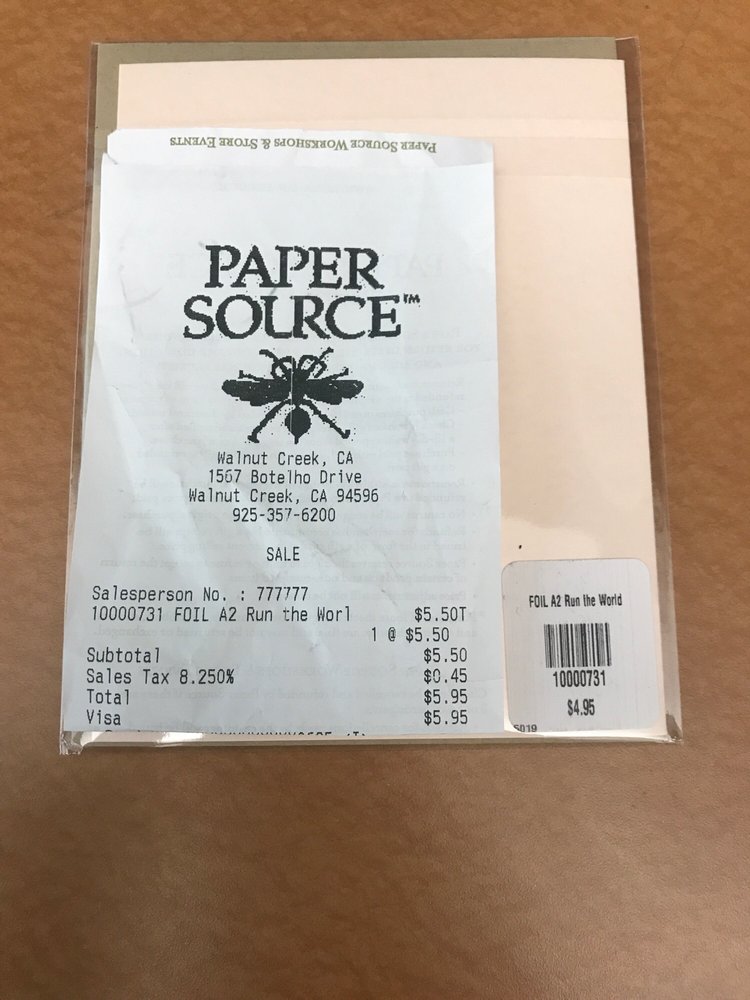 PAPER SOURCE WORKSHOPS & STORE EVENTS
PAPER
SOURCE™
Walnut Creek, CA
1567 Botelho Drive
Walnut Creek, CA 94596
925-357-6200
SALE
Salesperson No. : 777777
10000731 FOIL A2 Run the Worl $5.50T
1 @ $5.50
Subtotal $5.50
Sales Tax 8.250% $0.45
Total $5.95
Visa $5.95
FOIL A2 Run the World
10000731
$4.95
5019